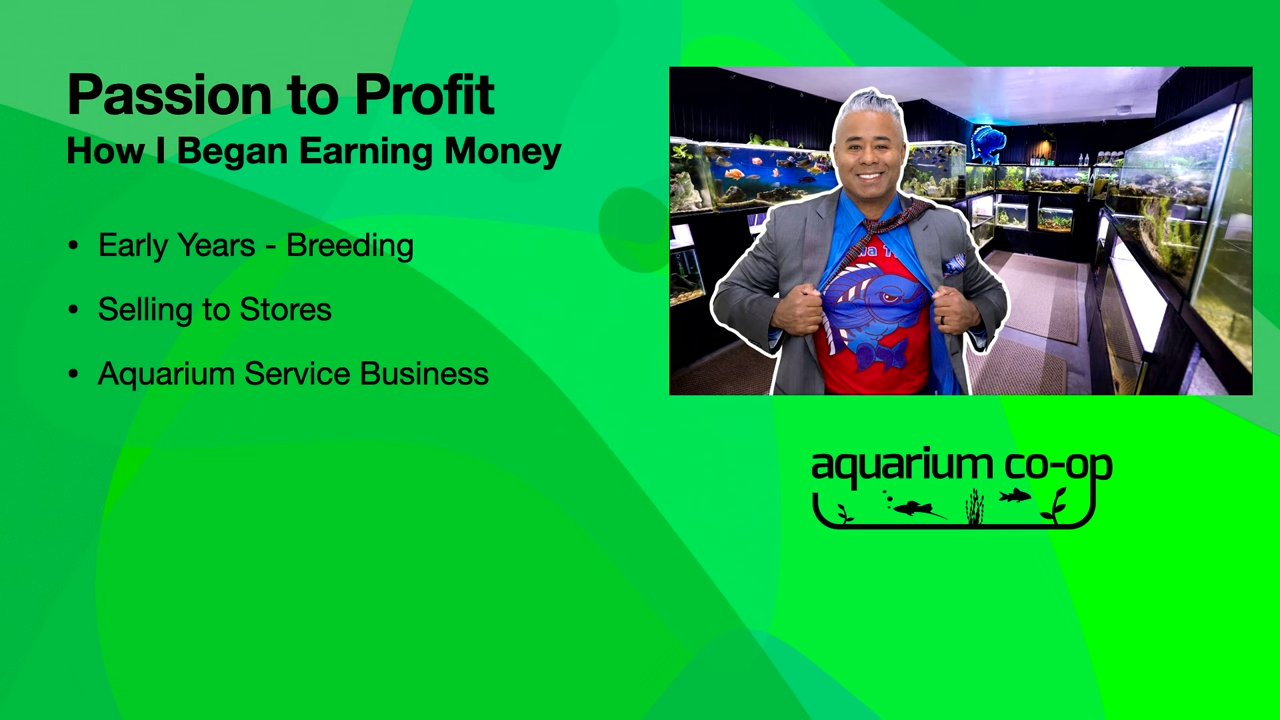 Passion to Profit
How I Began Earning Money
• Early Years - Breeding
• Selling to Stores
• Aquarium Service Business
aquarium co-op